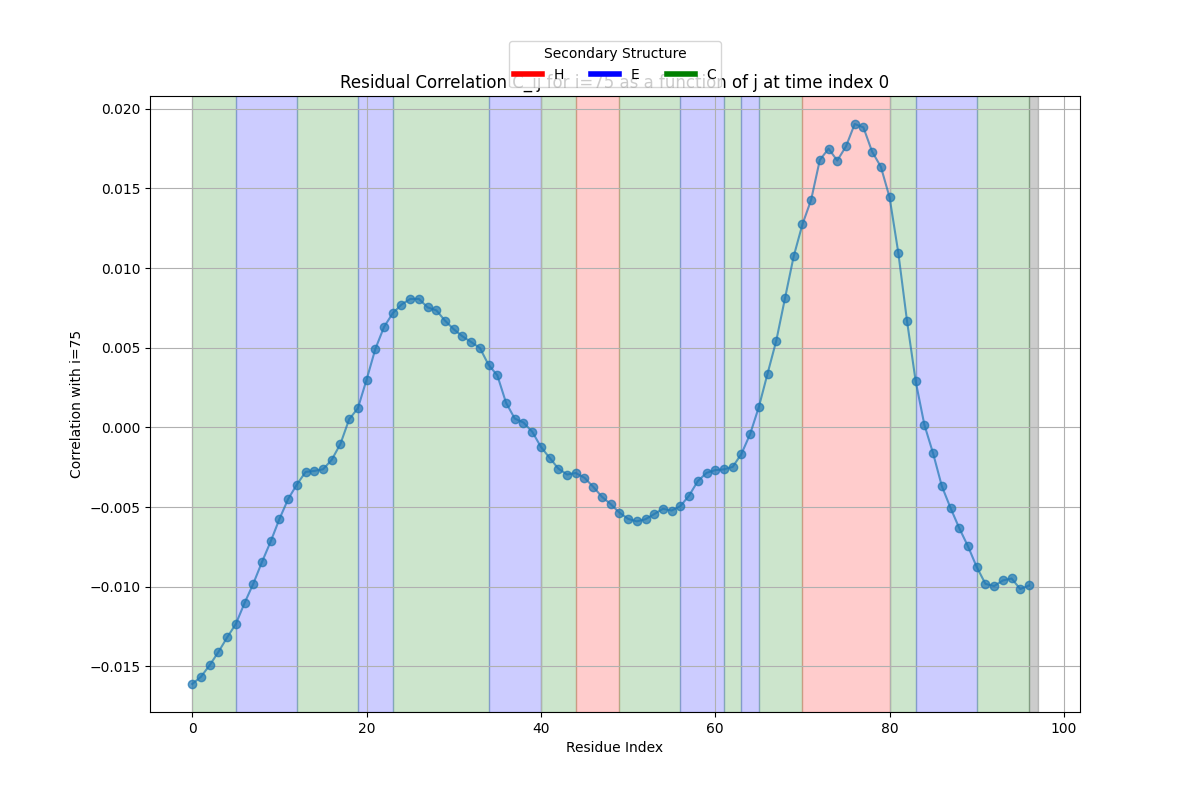 Secondary Structure
H E C
Residual Correlation C_ij for i=75 as a function of j at time index 0
0.020
0.015
0.010
0.005
0.000
−0.005
−0.010
−0.015
Correlation with i=75
0 20 40 60 80 100
Residue Index